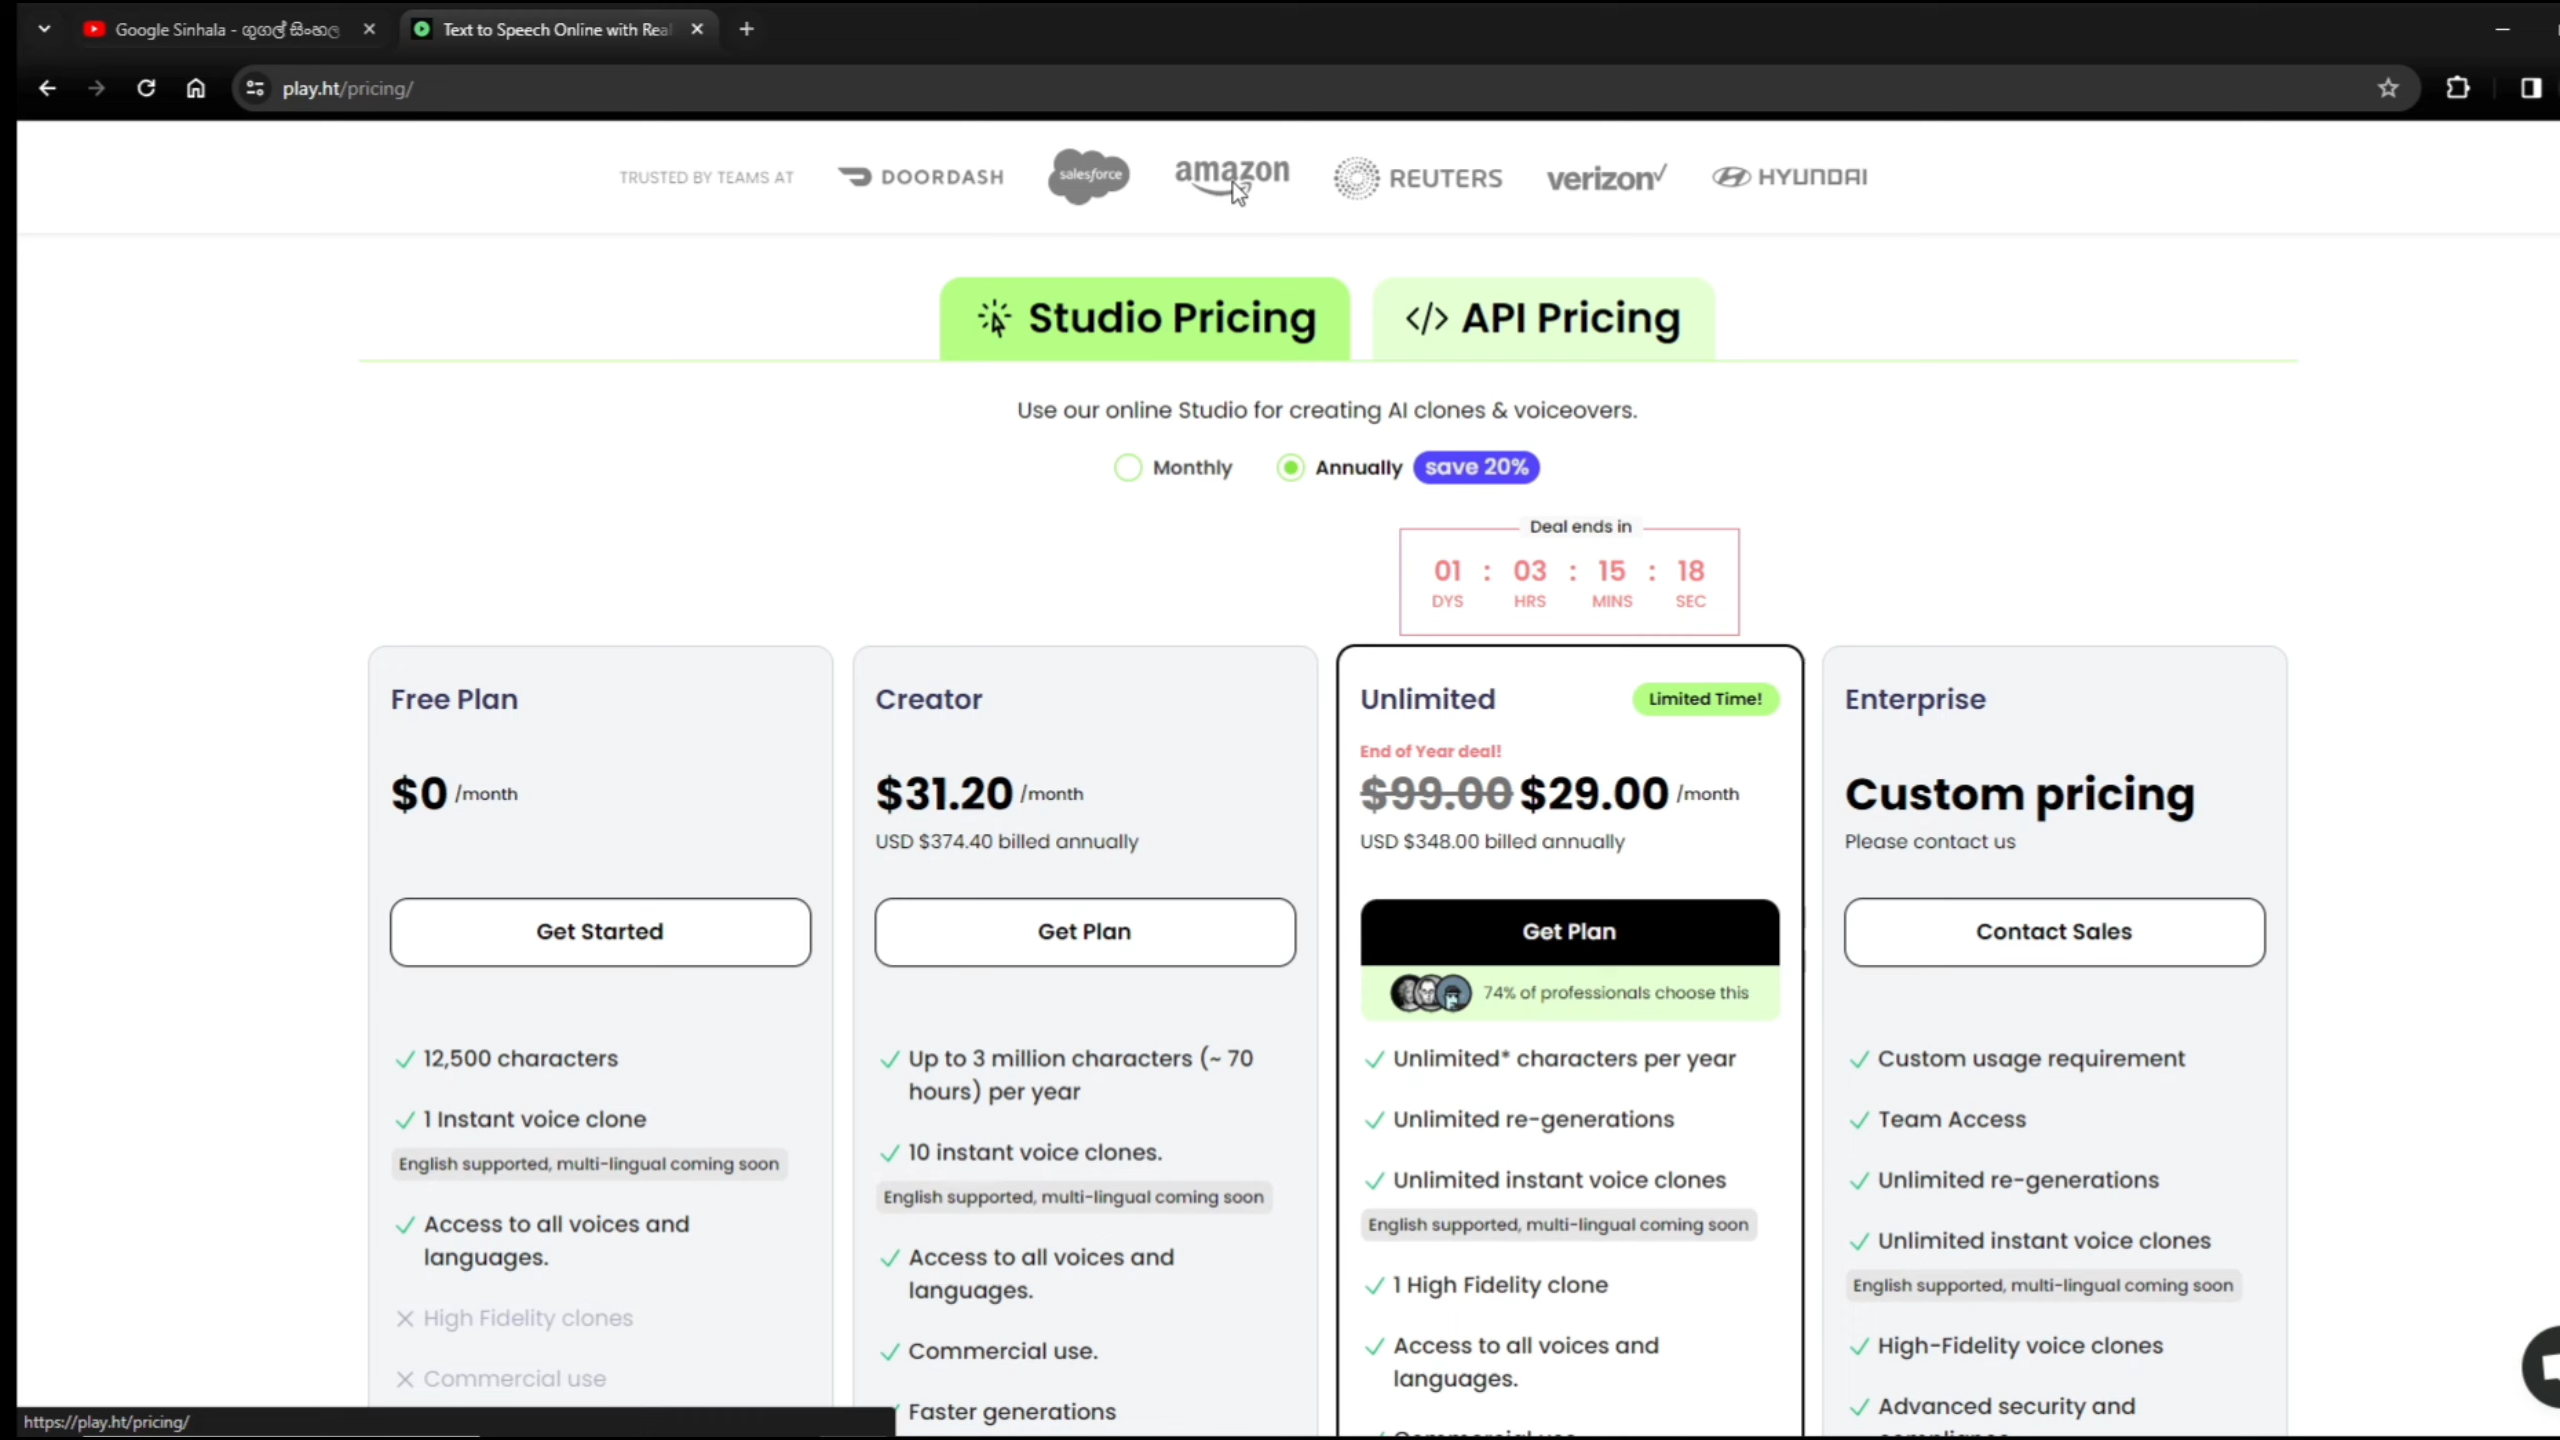 Google Sinhala - ගූගල් සිංහල
Text to Speech Online with Real
play.ht/pricing/
TRUSTED BY TEAMS AT
DOORDASH
salesforce
amazon
REUTERS
verizon✓
HYUNDAI
Studio Pricing
</> API Pricing
Use our online Studio for creating AI clones & voiceovers.
Monthly
Annually
save 20%
Deal ends in
01 : 03 : 15 : 18
DYS HRS MINS SEC
Free Plan
$0 /month
Get Started
12,500 characters
1 Instant voice clone
English supported, multi-lingual coming soon
Access to all voices and
languages.
High Fidelity clones
Commercial use
Creator
$31.20 /month
USD $374.40 billed annually
Get Plan
Up to 3 million characters (~ 70
hours) per year
10 instant voice clones.
English supported, multi-lingual coming soon
Access to all voices and
languages.
Commercial use.
Faster generations
Unlimited
Limited Time!
End of Year deal!
$99.00 $29.00 /month
USD $348.00 billed annually
Get Plan
74% of professionals choose this
Unlimited* characters per year
Unlimited re-generations
Unlimited instant voice clones
English supported, multi-lingual coming soon
1 High Fidelity clone
Access to all voices and
languages.
Enterprise
Custom pricing
Please contact us
Contact Sales
Custom usage requirement
Team Access
Unlimited re-generations
Unlimited instant voice clones
English supported, multi-lingual coming soon
High-Fidelity voice clones
Advanced security and
https://play.ht/pricing/